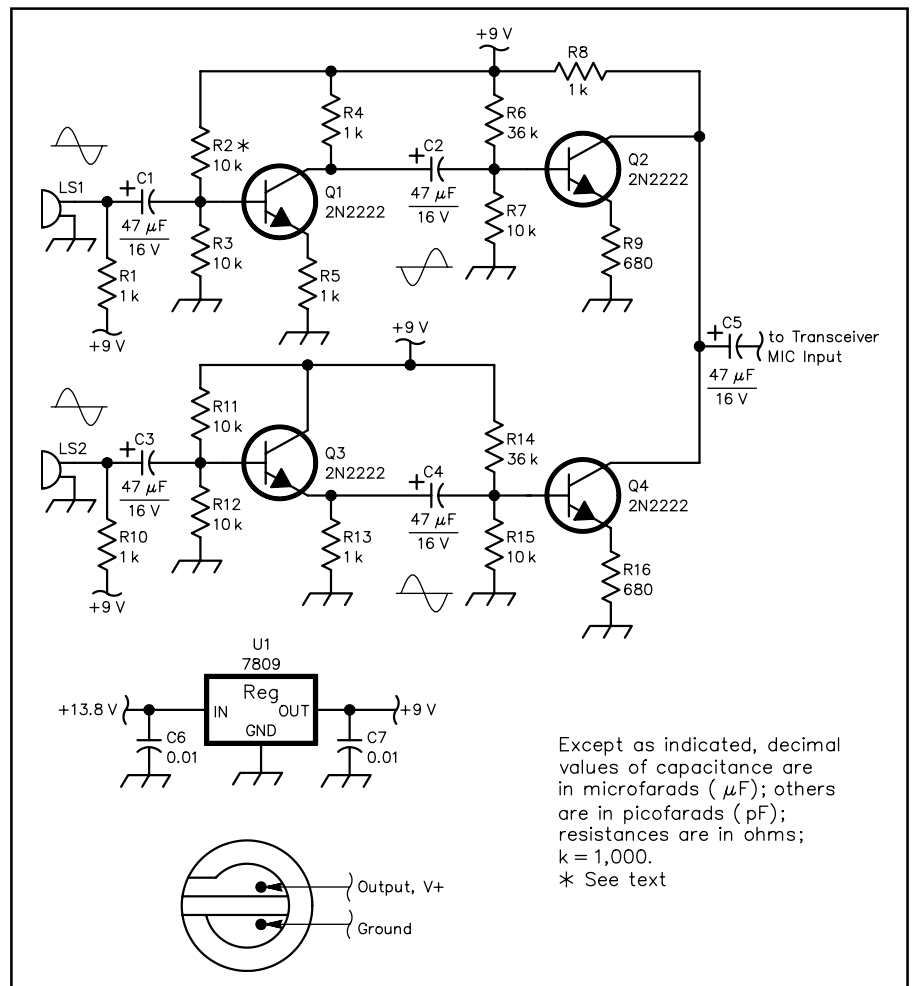 +9 V
R8
1 k
R4
1 k
R6
36 k
R2 *
10 k
C2
+
47 µF
16 V
Q2
2N2222
LS1
C1
+
47 µF
16 V
Q1
2N2222
R3
10 k
R7
10 k
R1
1 k
R5
1 k
R9
680
+9 V
+9 V
C5
+
47 µF
16 V
to Transceiver
MIC Input
R11
10 k
LS2
C3
+
47 µF
16 V
Q3
2N2222
R14
36 k
C4
+
47 µF
16 V
Q4
2N2222
R12
10 k
R10
1 k
R13
1 k
R15
10 k
R16
680
+9 V
U1
7809
Reg
+13.8 V
IN
OUT
GND
+9 V
C6
0.01
C7
0.01
Except as indicated, decimal
values of capacitance are
in microfarads ( µF); others
are in picofarads ( pF);
resistances are in ohms;
k = 1,000.
* See text
Output, V+
Ground